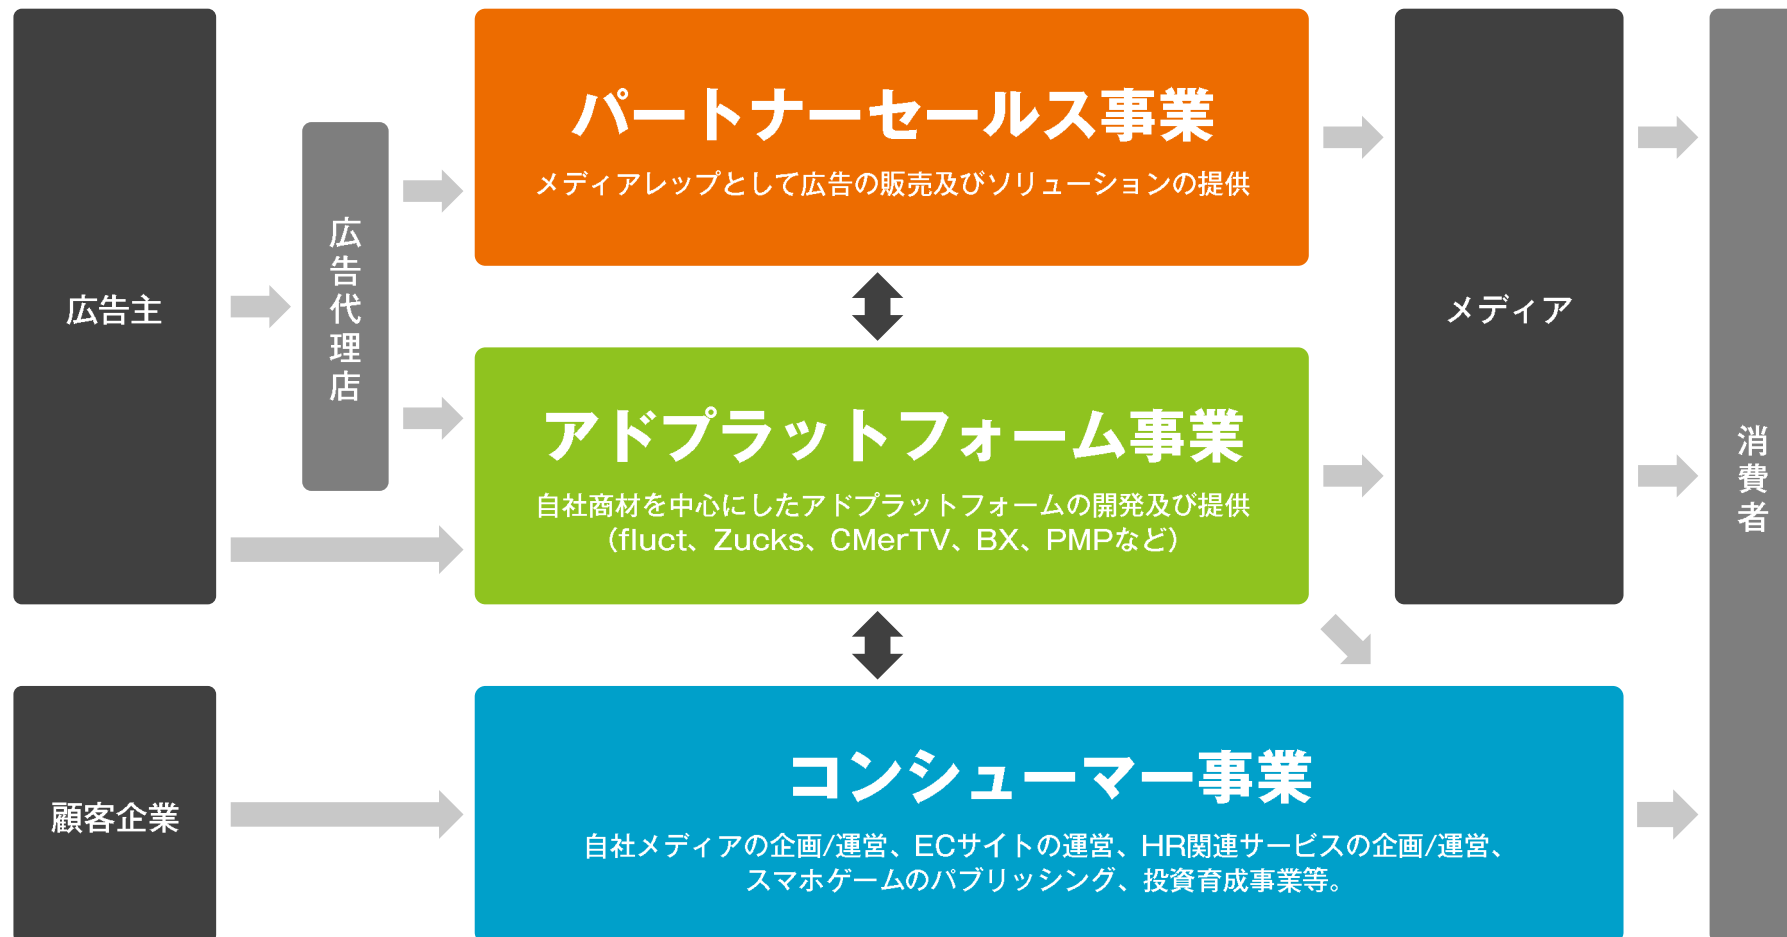 広告主
広告代理店
パートナーセールス事業
メディアレップとして広告の販売及びソリューションの提供
アドプラットフォーム事業
自社商材を中心にしたアドプラットフォームの開発及び提供
（fluct、Zucks、CMerTV、BX、PMPなど）
メディア
消費者
顧客企業
コンシューマー事業
自社メディアの企画/運営、ECサイトの運営、HR関連サービスの企画/運営、
スマホゲームのパブリッシング、投資育成事業等。